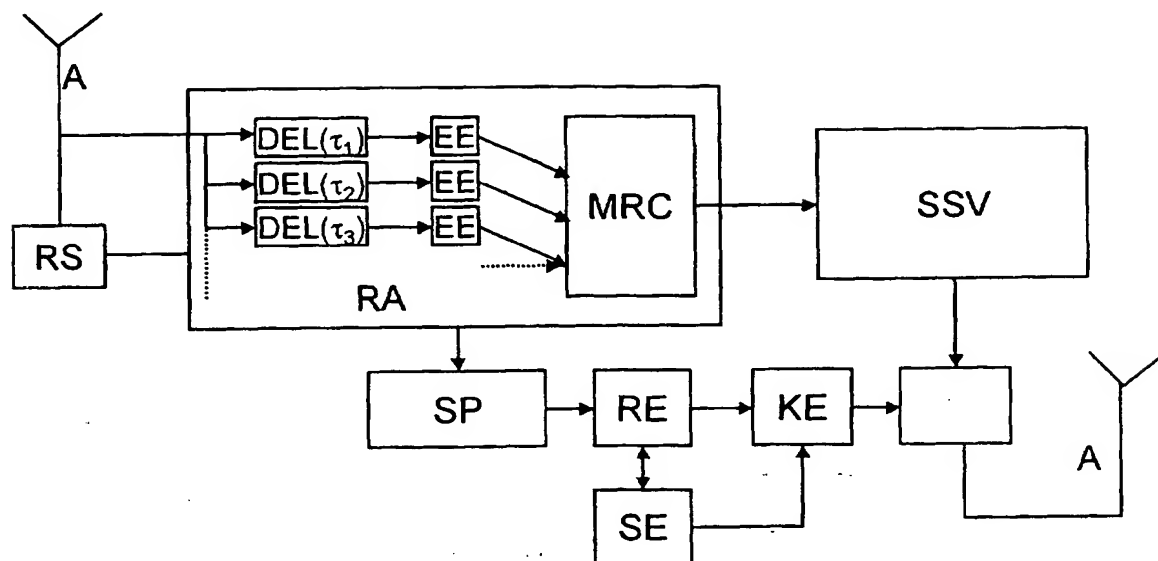 A
DEL(τ₁) EE
DEL(τ₂) EE
DEL(τ₃) EE
MRC
SSV
RS
RA
SP
RE
KE
A
SE